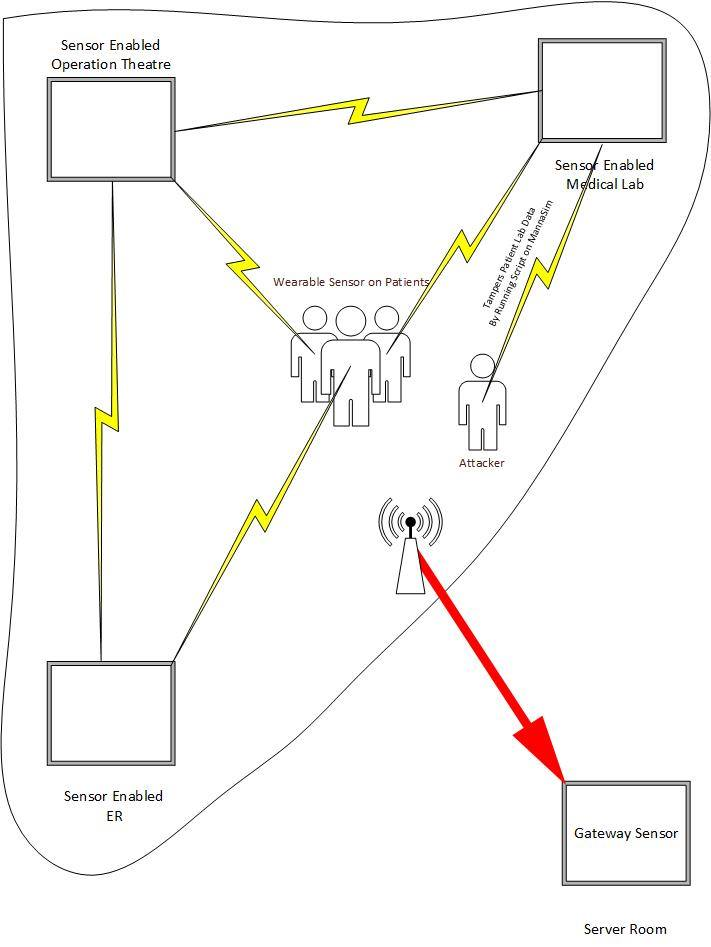 Sensor Enabled
Operation Theatre
Sensor Enabled
Medical Lab
Tampers Patient Lab Data
By Running Script on MannaSim
Wearable Sensor on Patients
Attacker
Sensor Enabled
ER
Gateway Sensor
Server Room